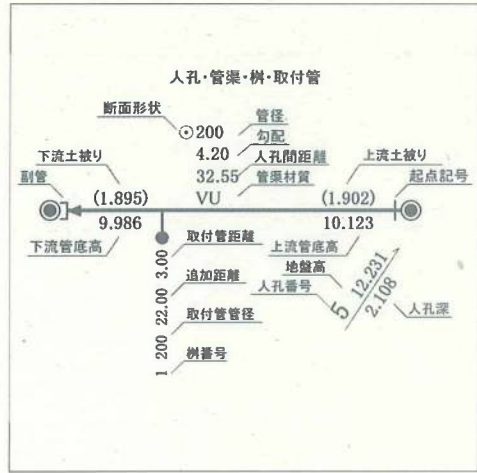 人孔・管渠・桝・取付管
断面形状
200
管径
4.20
勾配
下流土被り
32.55
人孔間距離
上流土被り
副管
(1.895)
VU
管渠材質
(1.902)
起点記号
9.986
10.123
下流管底高
取付管距離
上流管底高
3.00
地盤高
12.231
追加距離
人孔番号
5
2.108
人孔深
22.00
取付管管径
200
桝番号
1